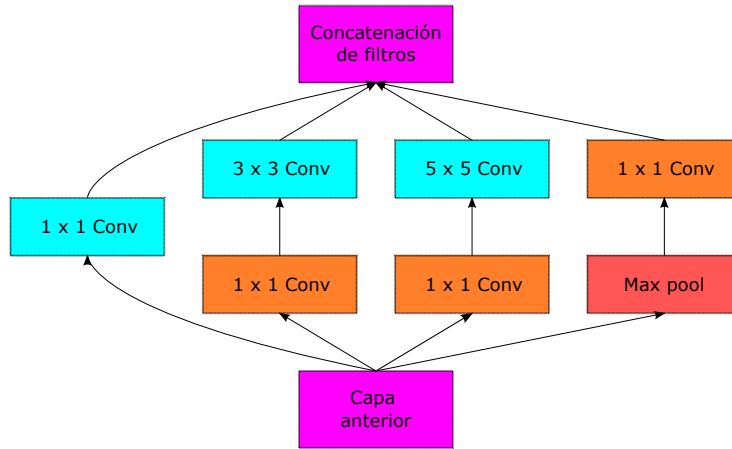 Concatenación
de filtros
3 x 3 Conv
5 x 5 Conv
1 x 1 Conv
1 x 1 Conv
1 x 1 Conv
1 x 1 Conv
Max pool
Capa
anterior